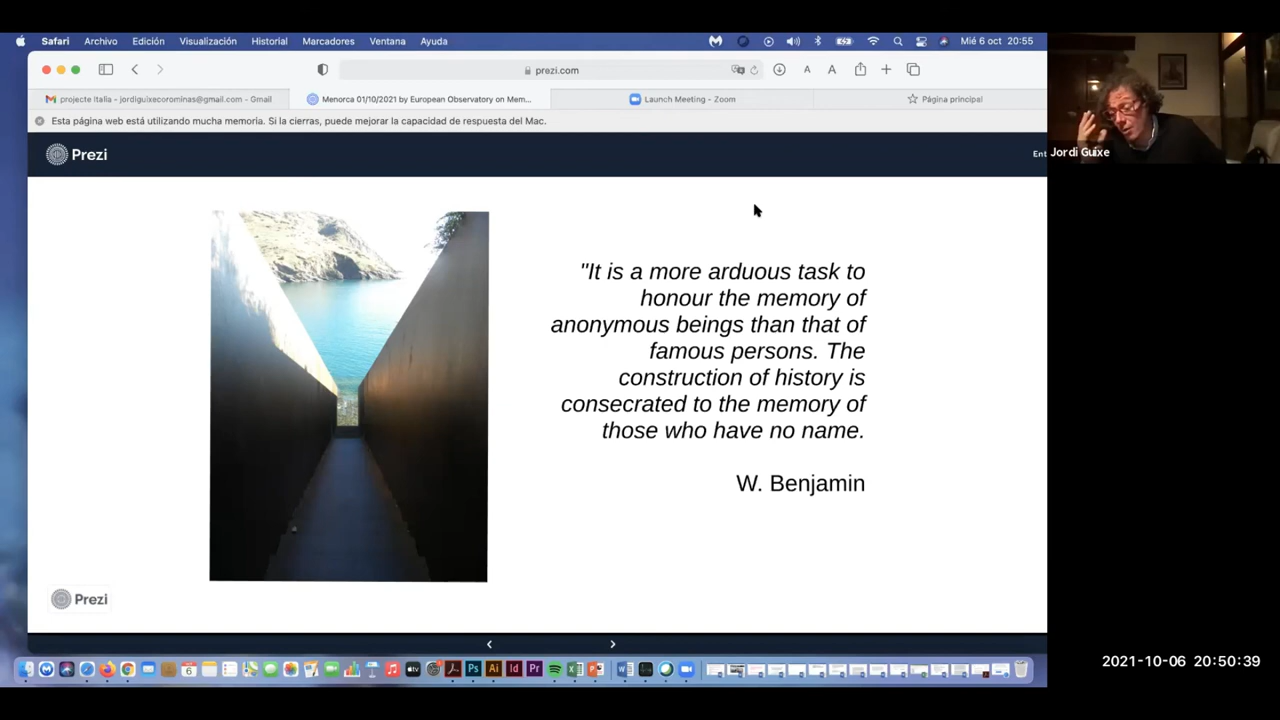 Safari Archivo Edición Visualización Historial Marcadores Ventana Ayuda Mié 6 oct 20:55
prezi.com
projecte italia - jordiguixecorominas@gmail.com - Gmail
Menorca 01/10/2021 by European Observatory on Mem...
Launch Meeting - Zoom
Página principal
Esta página web está utilizando mucha memoria. Si la cierras, puede mejorar la capacidad de respuesta del Mac.
Prezi
Ent
Jordi Guixe
"It is a more arduous task to
honour the memory of
anonymous beings than that of
famous persons. The
construction of history is
consecrated to the memory of
those who have no name.
W. Benjamin
Prezi
2021-10-06 20:50:39